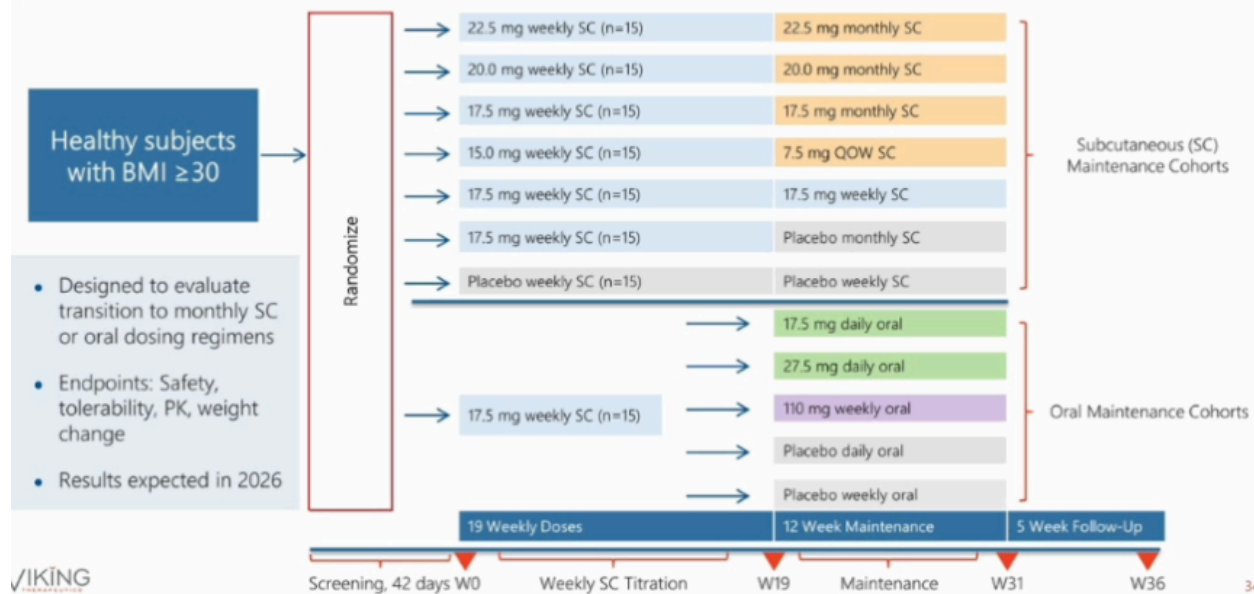 Healthy subjects
with BMI ≥30
• Designed to evaluate
transition to monthly SC
or oral dosing regimens
• Endpoints: Safety,
tolerability, PK, weight
change
• Results expected in 2026
Randomize
22.5 mg weekly SC (n=15)
22.5 mg monthly SC
20.0 mg weekly SC (n=15)
20.0 mg monthly SC
17.5 mg weekly SC (n=15)
17.5 mg monthly SC
15.0 mg weekly SC (n=15)
7.5 mg QOW SC
17.5 mg weekly SC (n=15)
17.5 mg weekly SC
17.5 mg weekly SC (n=15)
Placebo monthly SC
Placebo weekly SC (n=15)
Placebo weekly SC
Subcutaneous (SC)
Maintenance Cohorts
17.5 mg weekly SC (n=15)
17.5 mg daily oral
27.5 mg daily oral
110 mg weekly oral
Placebo daily oral
Placebo weekly oral
Oral Maintenance Cohorts
19 Weekly Doses
12 Week Maintenance
5 Week Follow-Up
Screening, 42 days
W0
Weekly SC Titration
W19
Maintenance
W31
W36
VIKING
THERAPEUTICS